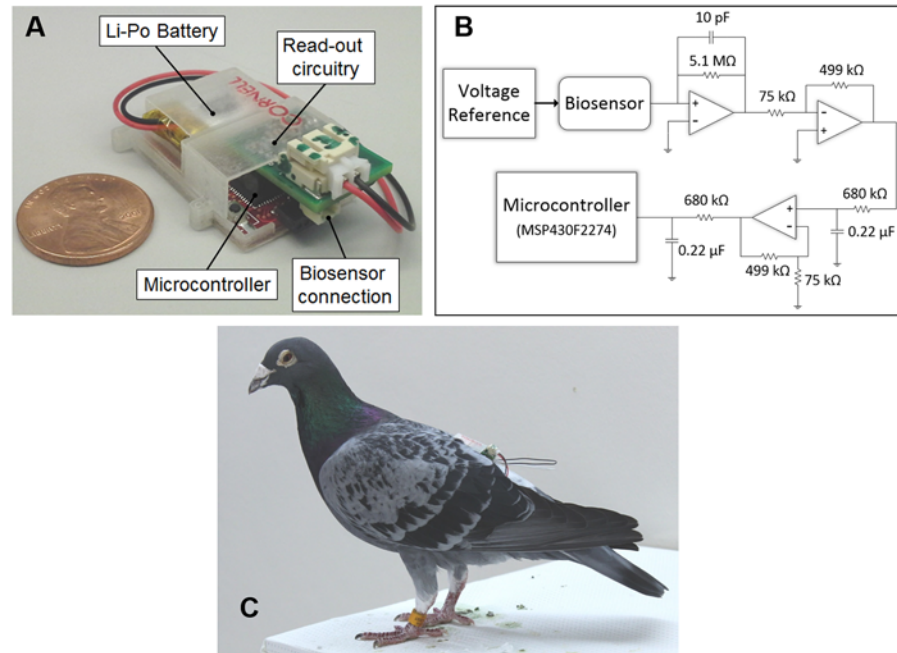 A
Li-Po Battery
Read-out
circuitry
CORNELL
Microcontroller
Biosensor
connection
B
10 pF
5.1 MΩ
499 kΩ
75 kΩ
Voltage
Reference
Biosensor
+
-
-
+
680 kΩ
Microcontroller
(MSP430F2274)
680 kΩ
+
-
0.22 µF
0.22 µF
499 kΩ
75 kΩ
C